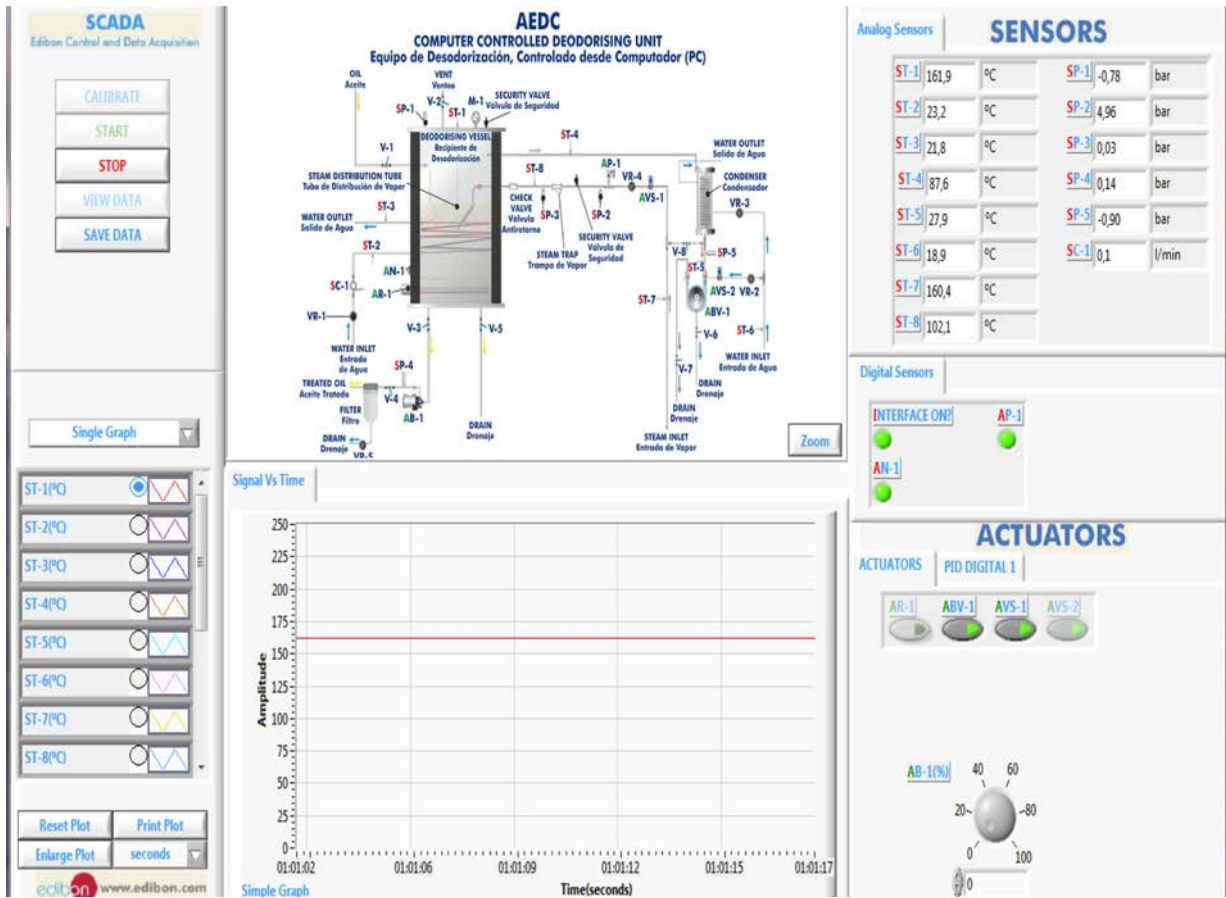 SCADA
Edibon Control and Data Acquisition
CALIBRATE
START
STOP
VIEW DATA
SAVE DATA
Single Graph
ST-1(ºC)
ST-2(ºC)
ST-3(ºC)
ST-4(ºC)
ST-5(ºC)
ST-6(ºC)
ST-7(ºC)
ST-8(ºC)
Reset Plot
Print Plot
Enlarge Plot
seconds
edibon www.edibon.com
AEDC
COMPUTER CONTROLLED DEODORISING UNIT
Equipo de Desodorización, Controlado desde Computador (PC)
OIL
Aceite
VENT
Venteo
V-2
M-1
SECURITY VALVE
Válvula de Seguridad
SP-1
ST-1
V-1
DEODORISING VESSEL
Recipiente de
Desodorización
STEAM DISTRIBUTION TUBE
Tubo de Distribución de Vapor
ST-4
WATER OUTLET
Salida de Agua
ST-8
AP-1
VR-4
AVS-1
CONDENSER
Condensador
VR-3
CHECK
VALVE
Válvula
Antiretorno
SP-3
SP-2
ST-3
WATER OUTLET
Salida de Agua
ST-2
STEAM TRAP
Trampa de Vapor
SECURITY VALVE
Válvula de
Seguridad
V-8
SP-5
ST-5
AN-1
SC-1
AR-1
VR-1
AVS-2
VR-2
ST-7
ABV-1
V-3
V-5
V-6
ST-6
WATER INLET
Entrada
de Agua
WATER INLET
Entrada de Agua
SP-4
V-7
TREATED OIL
Aceite Tratado
V-4
DRAIN
Drenaje
FILTER
Filtro
AB-1
DRAIN
Drenaje
DRAIN
Drenaje
DRAIN
Drenaje
VR-5
STEAM INLET
Entrada de Vapor
Zoom
Signal Vs Time
Amplitude
250
225
200
175
150
125
100
75
50
25
0
01:01:02
01:01:06
01:01:09
01:01:12
01:01:15
01:01:17
Simple Graph
Time(seconds)
Analog Sensors
SENSORS
ST-1 161,9 ºC
SP-1 -0,78 bar
ST-2 23,2 ºC
SP-2 4,96 bar
ST-3 21,8 ºC
SP-3 0,03 bar
ST-4 87,6 ºC
SP-4 0,14 bar
ST-5 27,9 ºC
SP-5 -0,90 bar
ST-6 18,9 ºC
SC-1 0,1 l/min
ST-7 160,4 ºC
ST-8 102,1 ºC
Digital Sensors
INTERFACE ON?
AP-1
AN-1
ACTUATORS
ACTUATORS
PID DIGITAL 1
AR-1
ABV-1
AVS-1
AVS-2
AB-1(%)
40
60
20
80
0
100
0